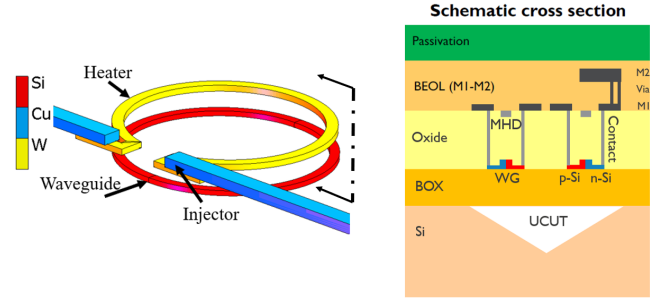 Heater
Si
Cu
W
Waveguide
Injector
Schematic cross section
Passivation
BEOL (M1-M2)
M2
Via
M1
Oxide
MHD
Contact
WG
p-Si
n-Si
BOX
UCUT
Si